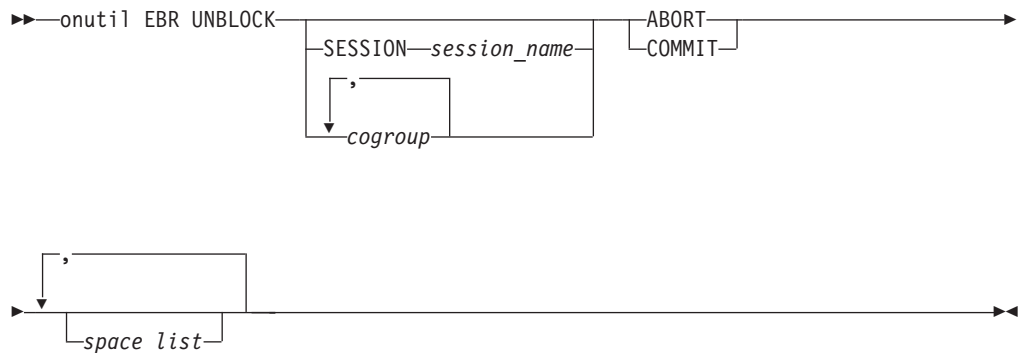 onutil EBR UNBLOCK ABORT
SESSION session_name COMMIT
,
cogroup
,
space list